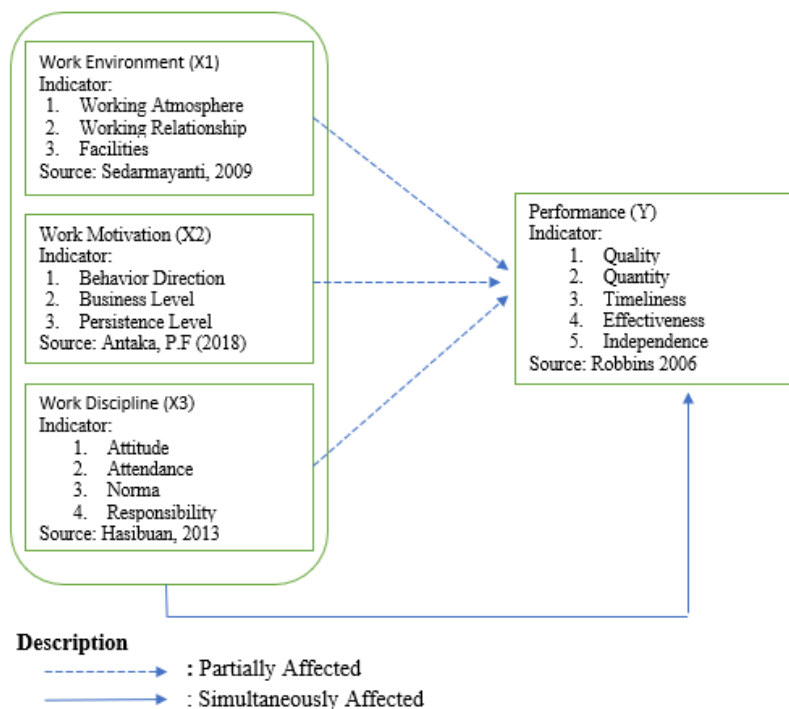 Work Environment (X1)
Indicator:
1. Working Atmosphere
2. Working Relationship
3. Facilities
Source: Sedarmayanti, 2009
Work Motivation (X2)
Indicator:
1. Behavior Direction
2. Business Level
3. Persistence Level
Source: Antaka, P.F (2018)
Work Discipline (X3)
Indicator:
1. Attitude
2. Attendance
3. Norma
4. Responsibility
Source: Hasibuan, 2013
Performance (Y)
Indicator:
1. Quality
2. Quantity
3. Timeliness
4. Effectiveness
5. Independence
Source: Robbins 2006
Description
: Partially Affected
: Simultaneously Affected